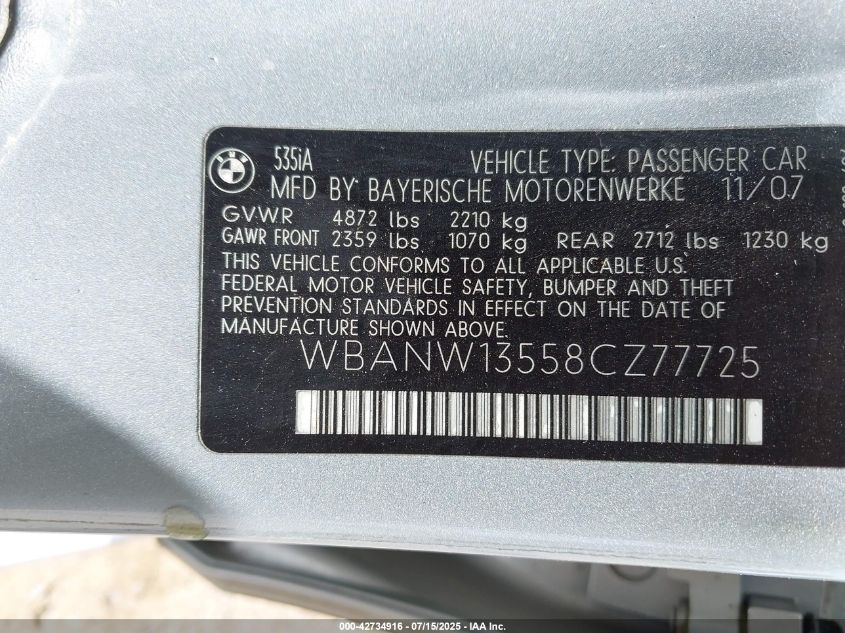 535iA VEHICLE TYPE: PASSENGER CAR
MFD BY BAYERISCHE MOTORENWERKE 11/07
G.V.W.R 4872 lbs 2210 kg
GAWR FRONT 2359 lbs 1070 kg REAR 2712 lbs 1230 kg
THIS VEHICLE CONFORMS TO ALL APPLICABLE U.S.
FEDERAL MOTOR VEHICLE SAFETY, BUMPER AND THEFT
PREVENTION STANDARDS IN EFFECT ON THE DATE OF
MANUFACTURE SHOWN ABOVE.
WBANW13558CZ77725
000-42734916 - 07/15/2025 - IAA Inc.